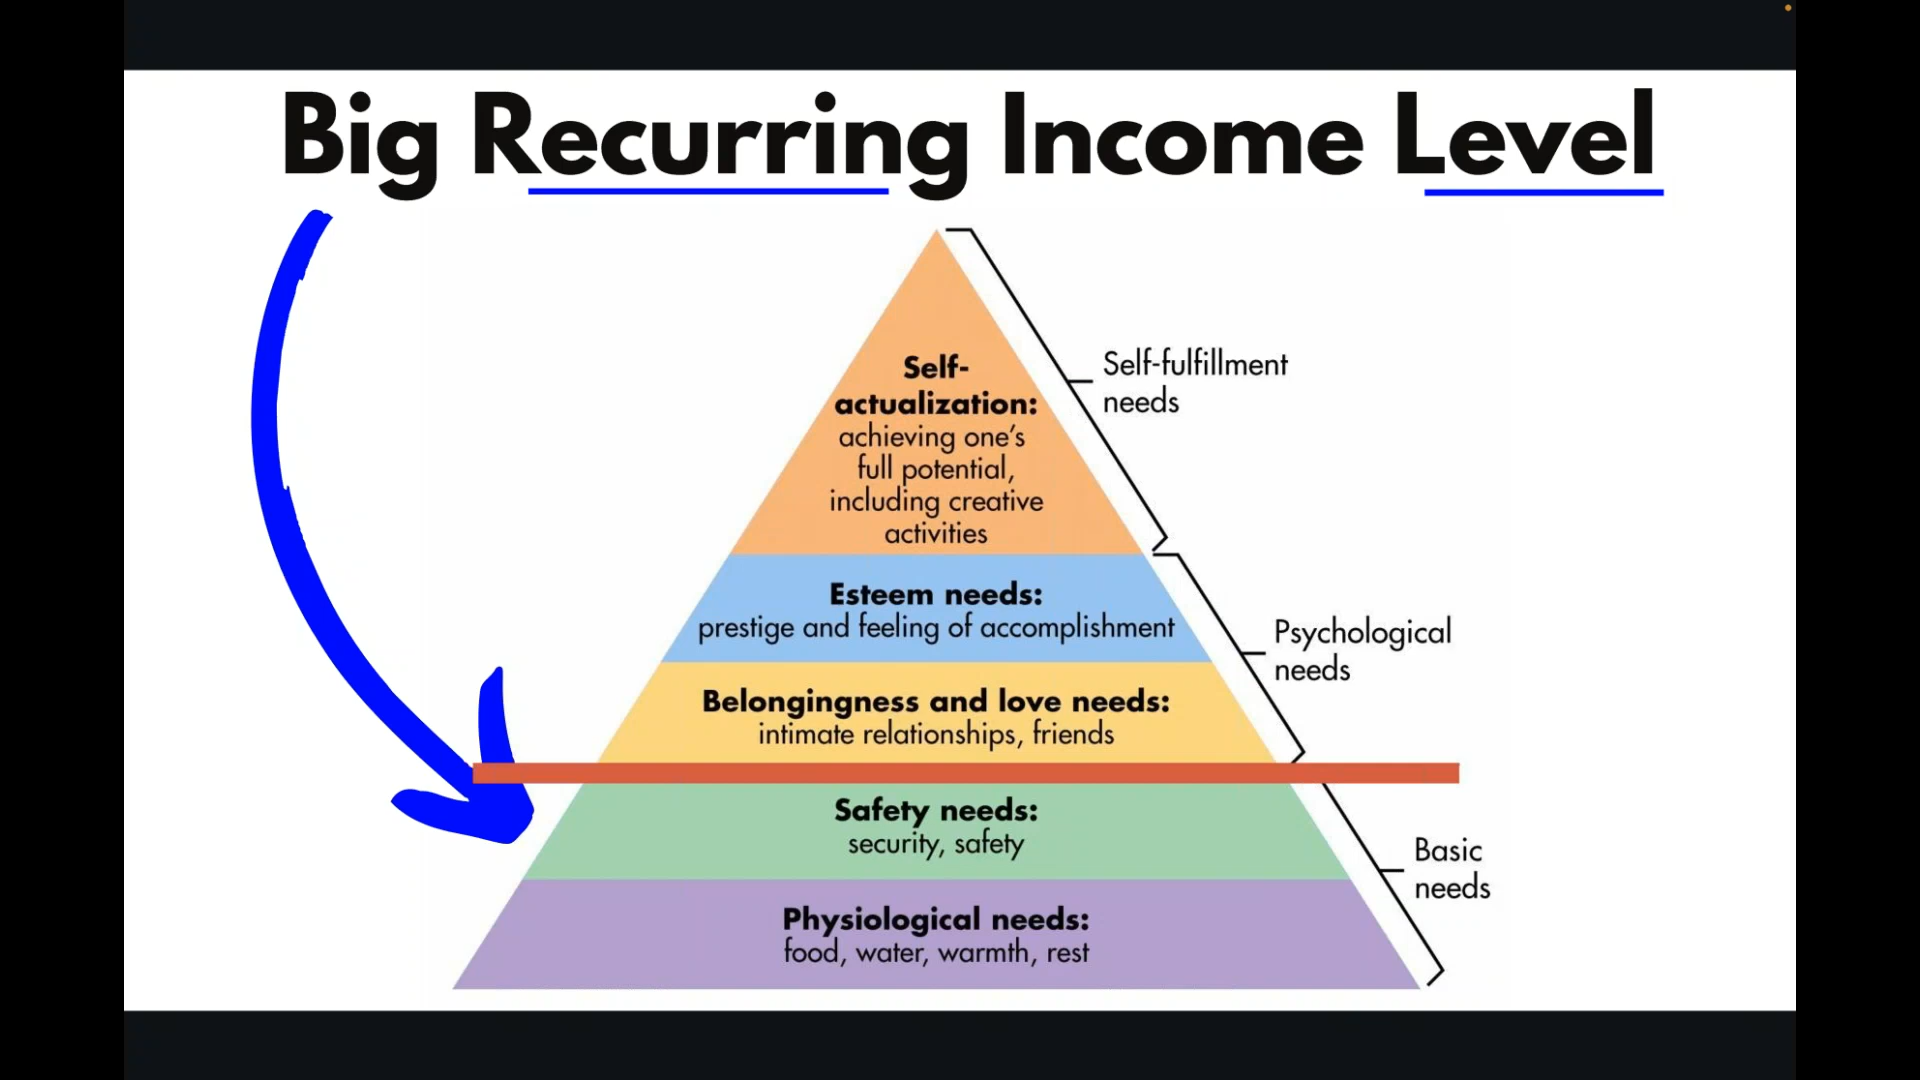 Big Recurring Income Level
Self-
actualization:
achieving one's
full potential,
including creative
activities
Self-fulfillment
needs
Esteem needs:
prestige and feeling of accomplishment
Belongingness and love needs:
intimate relationships, friends
Psychological
needs
Safety needs:
security, safety
Physiological needs:
food, water, warmth, rest
Basic
needs